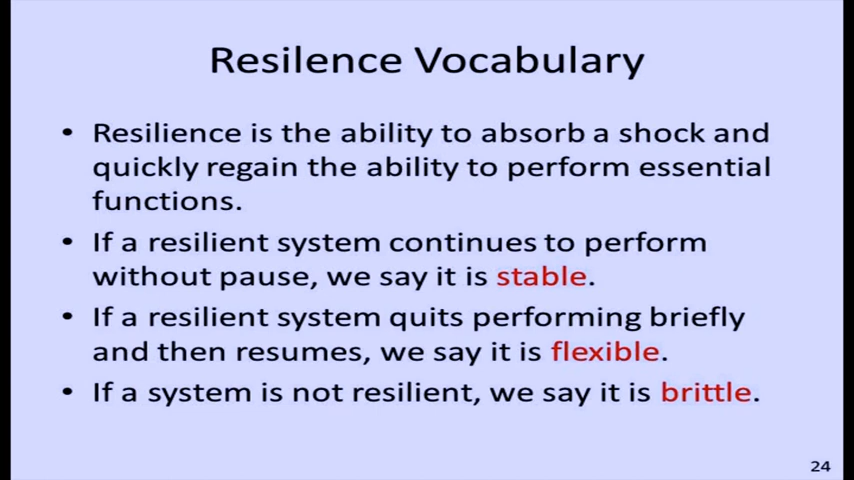 Resilence Vocabulary
• Resilience is the ability to absorb a shock and
quickly regain the ability to perform essential
functions.
• If a resilient system continues to perform
without pause, we say it is stable.
• If a resilient system quits performing briefly
and then resumes, we say it is flexible.
• If a system is not resilient, we say it is brittle.
24